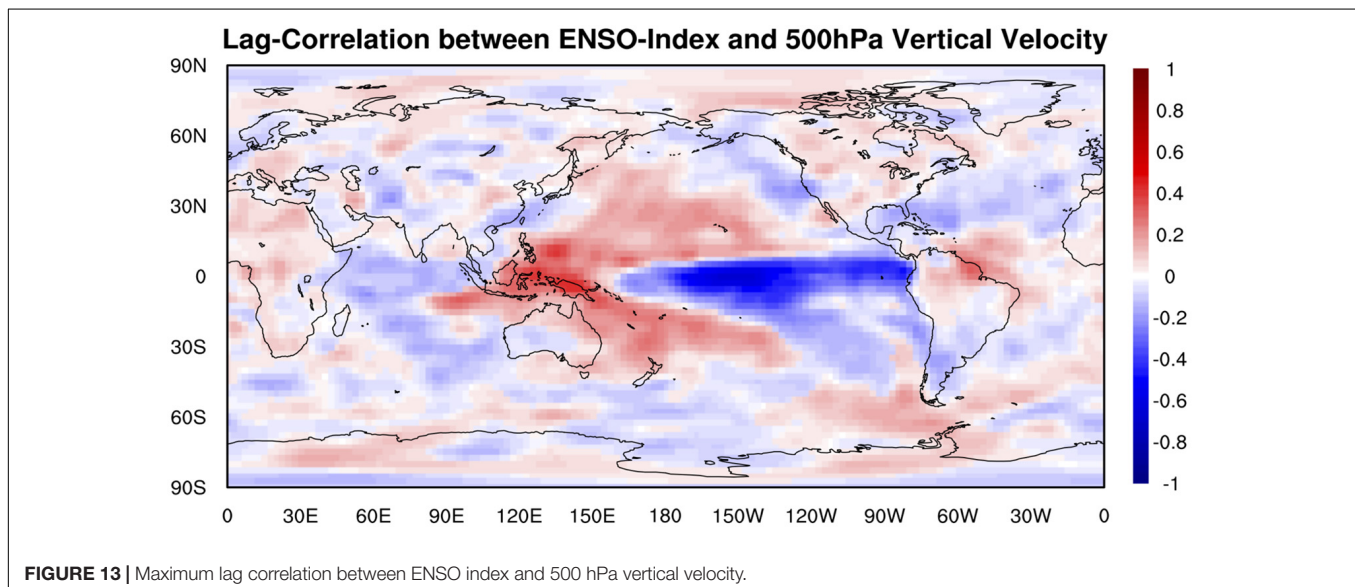 Lag-Correlation between ENSO-Index and 500hPa Vertical Velocity
90N
60N
30N
0
30S
60S
90S
0 30E 60E 90E 120E 150E 180 150W 120W 90W 60W 30W 0
1
0.8
0.6
0.4
0.2
0
-0.2
-0.4
-0.6
-0.8
-1
FIGURE 13 | Maximum lag correlation between ENSO index and 500 hPa vertical velocity.